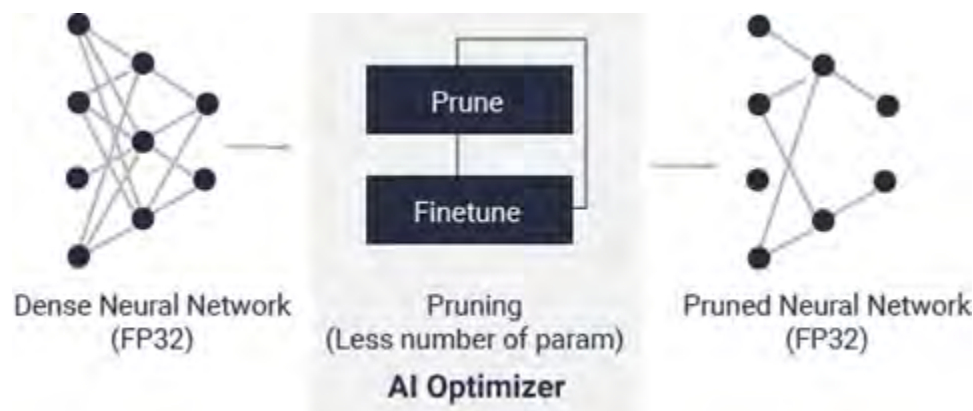 Prune
Finetune
Dense Neural Network
(FP32)
Pruning
(Less number of param)
AI Optimizer
Pruned Neural Network
(FP32)